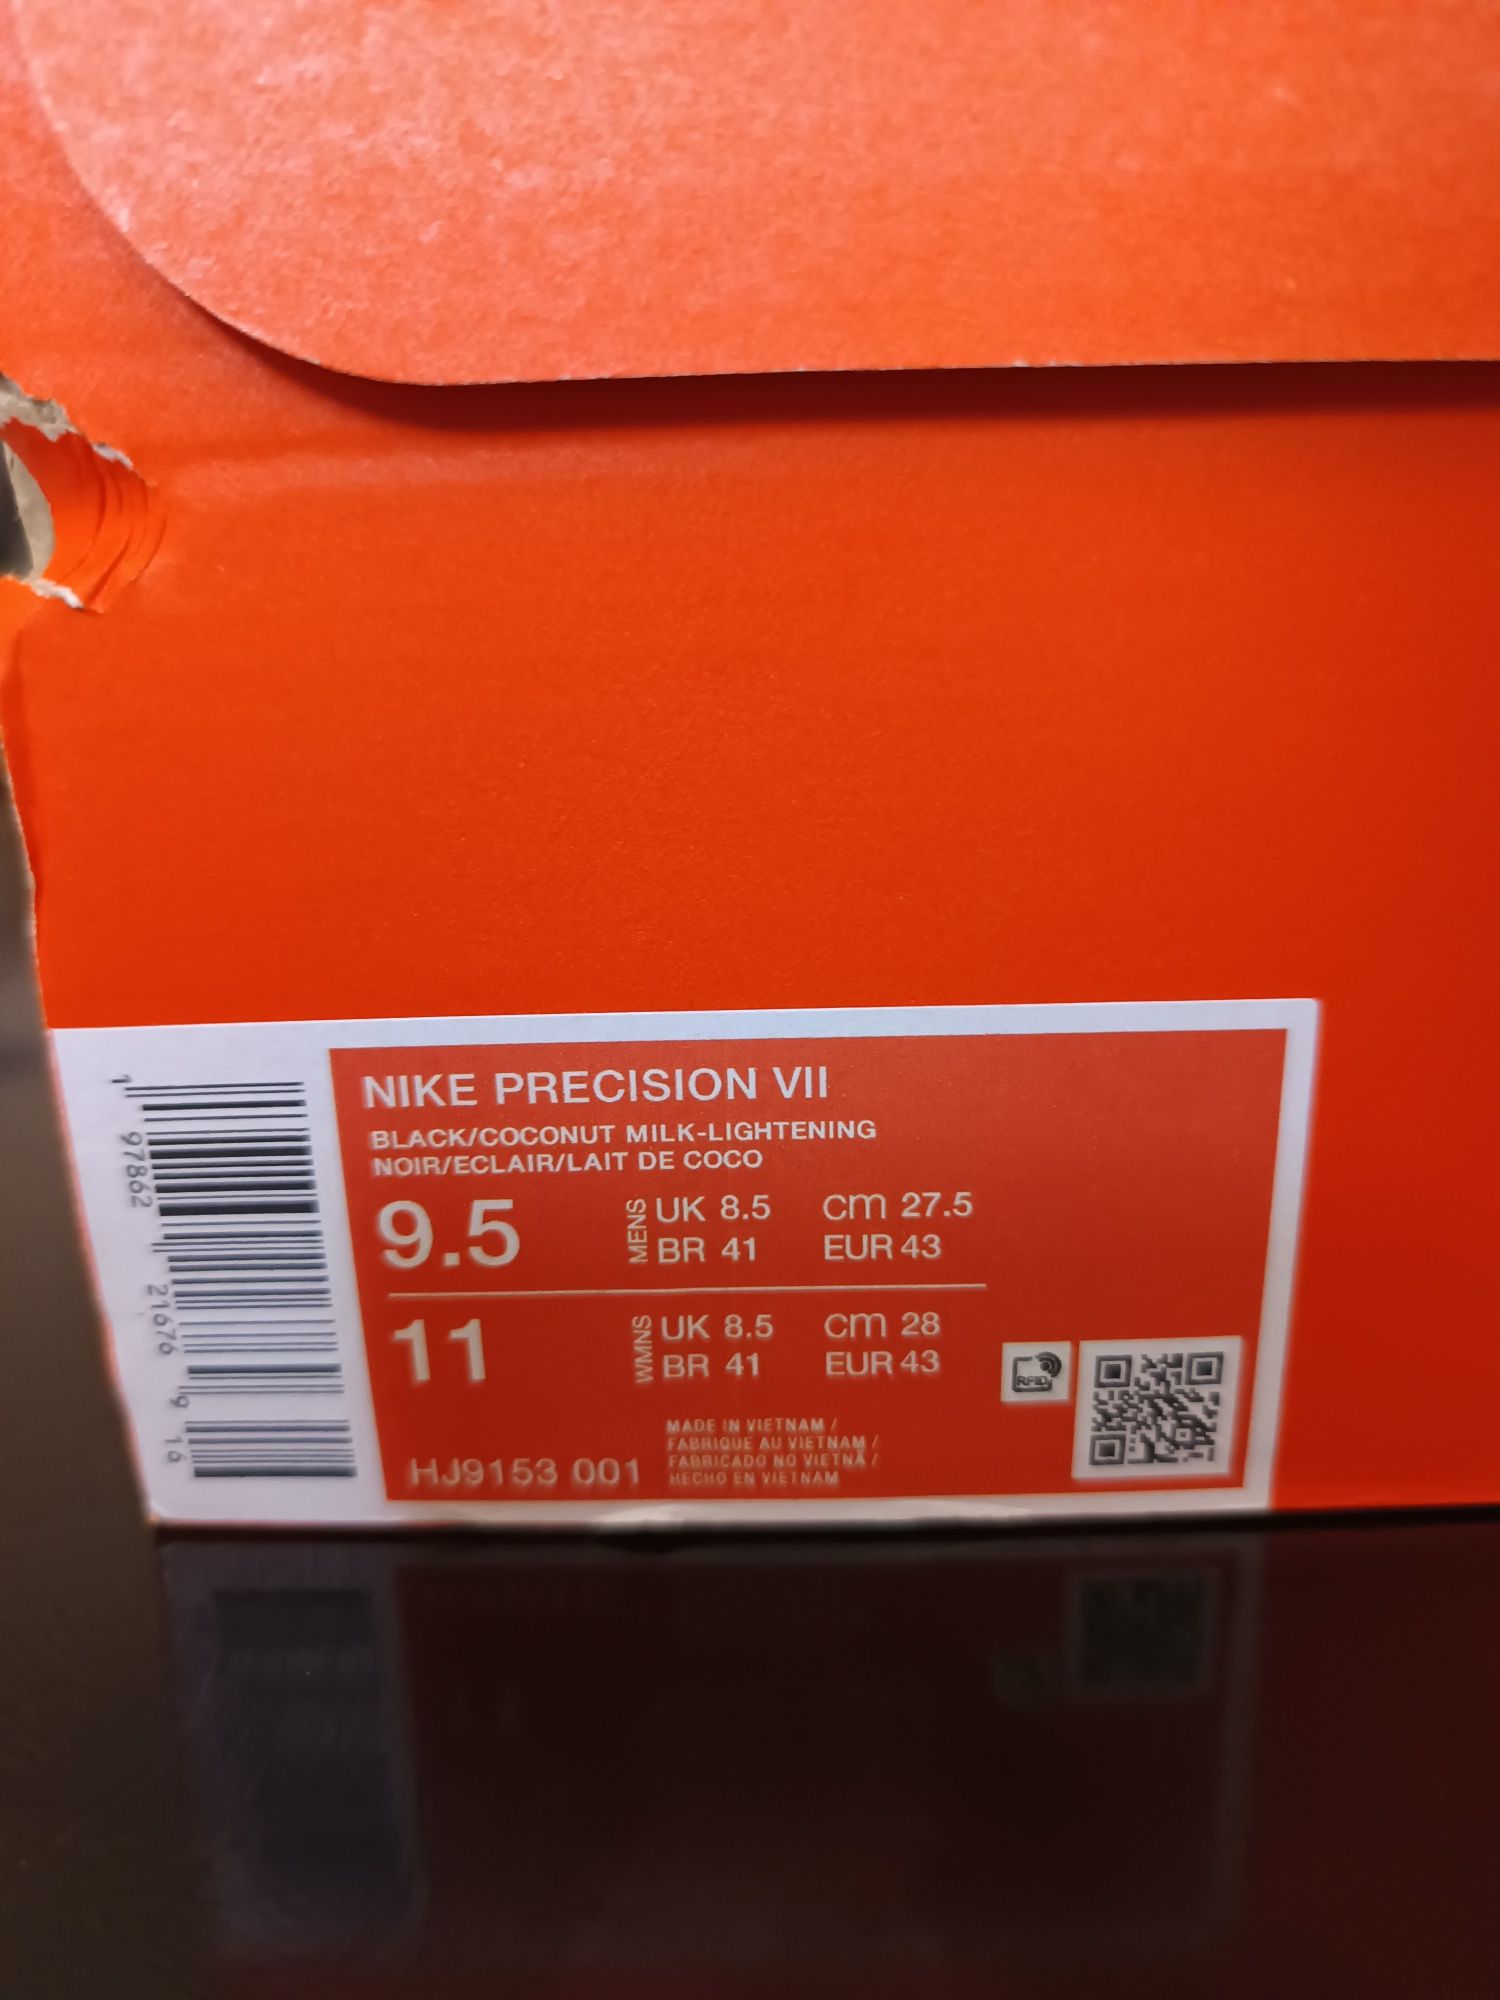 NIKE PRECISION VII
BLACK/COCONUT MILK-LIGHTENING
NOIR/ECLAIR/LAIT DE COCO
9.5 MENS UK 8.5 CM 27.5
BR 41 EUR 43
11 WMNS UK 8.5 CM 28
BR 41 EUR 43
RFID
MADE IN VIETNAM /
FABRIQUE AU VIETNAM /
FABRICADO NO VIETNÃ /
HECHO EN VIETNAM
HJ9153 001
1 97862 21676 9 16